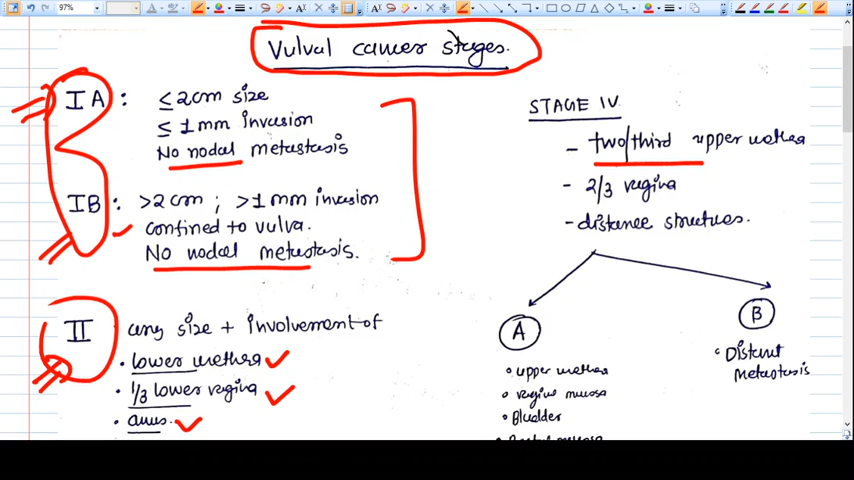 97%
Vulval cancer stages.
IA : ≤ 2cm size
≤ 1mm invasion
No nodal metastasis
IB : >2cm ; >1mm invasion
confined to vulva.
No nodal metastasis.
II any size + involvement of
• lower urethra
• 1/3 lower vagina
• anus.
STAGE IV
- two/third upper urethra
- 2/3 vagina
- distance structures.
A
• upper urethra
• vagina mucosa
• Bladder
B
• Distant
metastasis